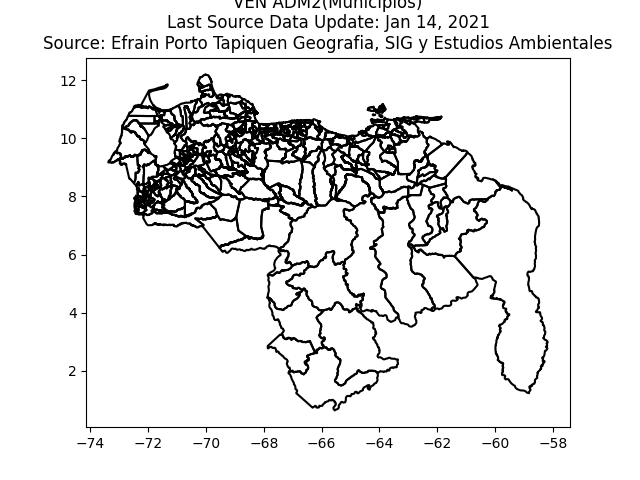 VEN ADM2(Municipios)
Last Source Data Update: Jan 14, 2021
Source: Efrain Porto Tapiquen Geografia, SIG y Estudios Ambientales
12
10
8
6
4
2
−74 −72 −70 −68 −66 −64 −62 −60 −58